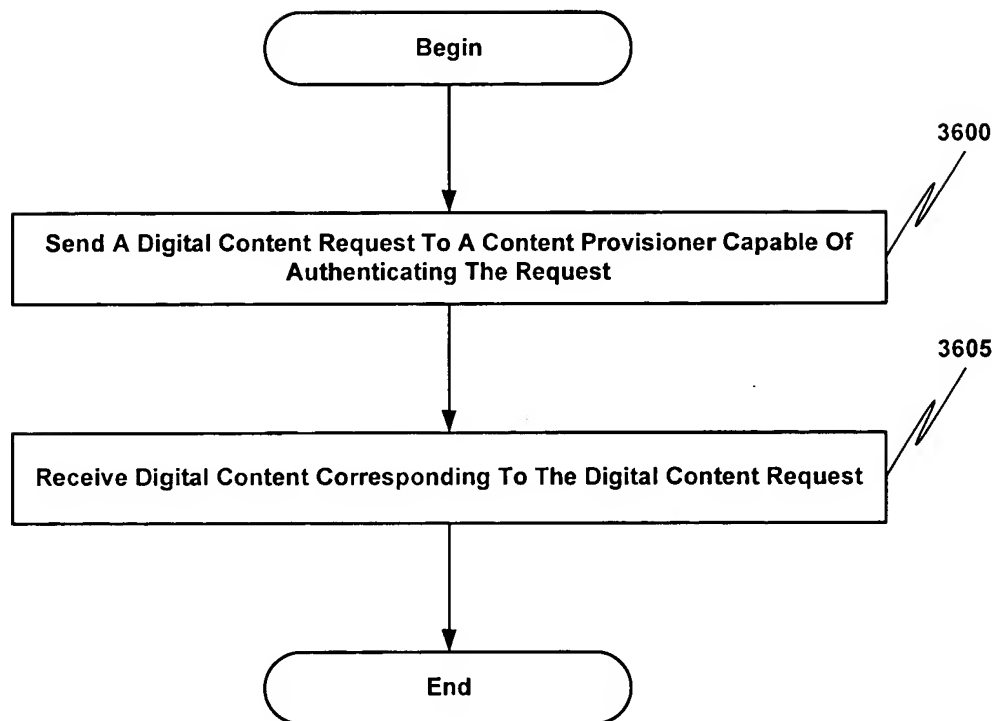 Begin
3600
Send A Digital Content Request To A Content Provisioner Capable Of
Authenticating The Request
3605
Receive Digital Content Corresponding To The Digital Content Request
End